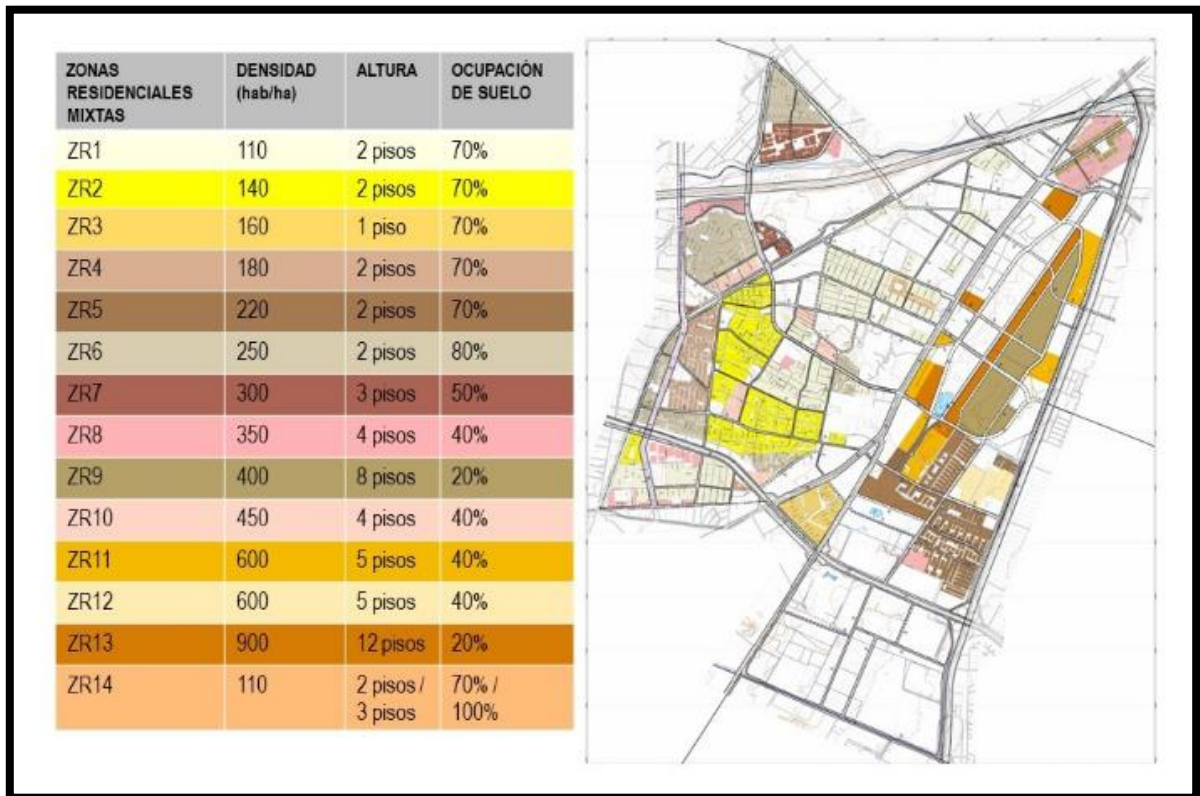 ZONAS RESIDENCIALES MIXTAS DENSIDAD (hab/ha) ALTURA OCUPACIÓN DE SUELO
ZR1 110 2 pisos 70%
ZR2 140 2 pisos 70%
ZR3 160 1 piso 70%
ZR4 180 2 pisos 70%
ZR5 220 2 pisos 70%
ZR6 250 2 pisos 80%
ZR7 300 3 pisos 50%
ZR8 350 4 pisos 40%
ZR9 400 8 pisos 20%
ZR10 450 4 pisos 40%
ZR11 600 5 pisos 40%
ZR12 600 5 pisos 40%
ZR13 900 12 pisos 20%
ZR14 110 2 pisos / 3 pisos 70% / 100%